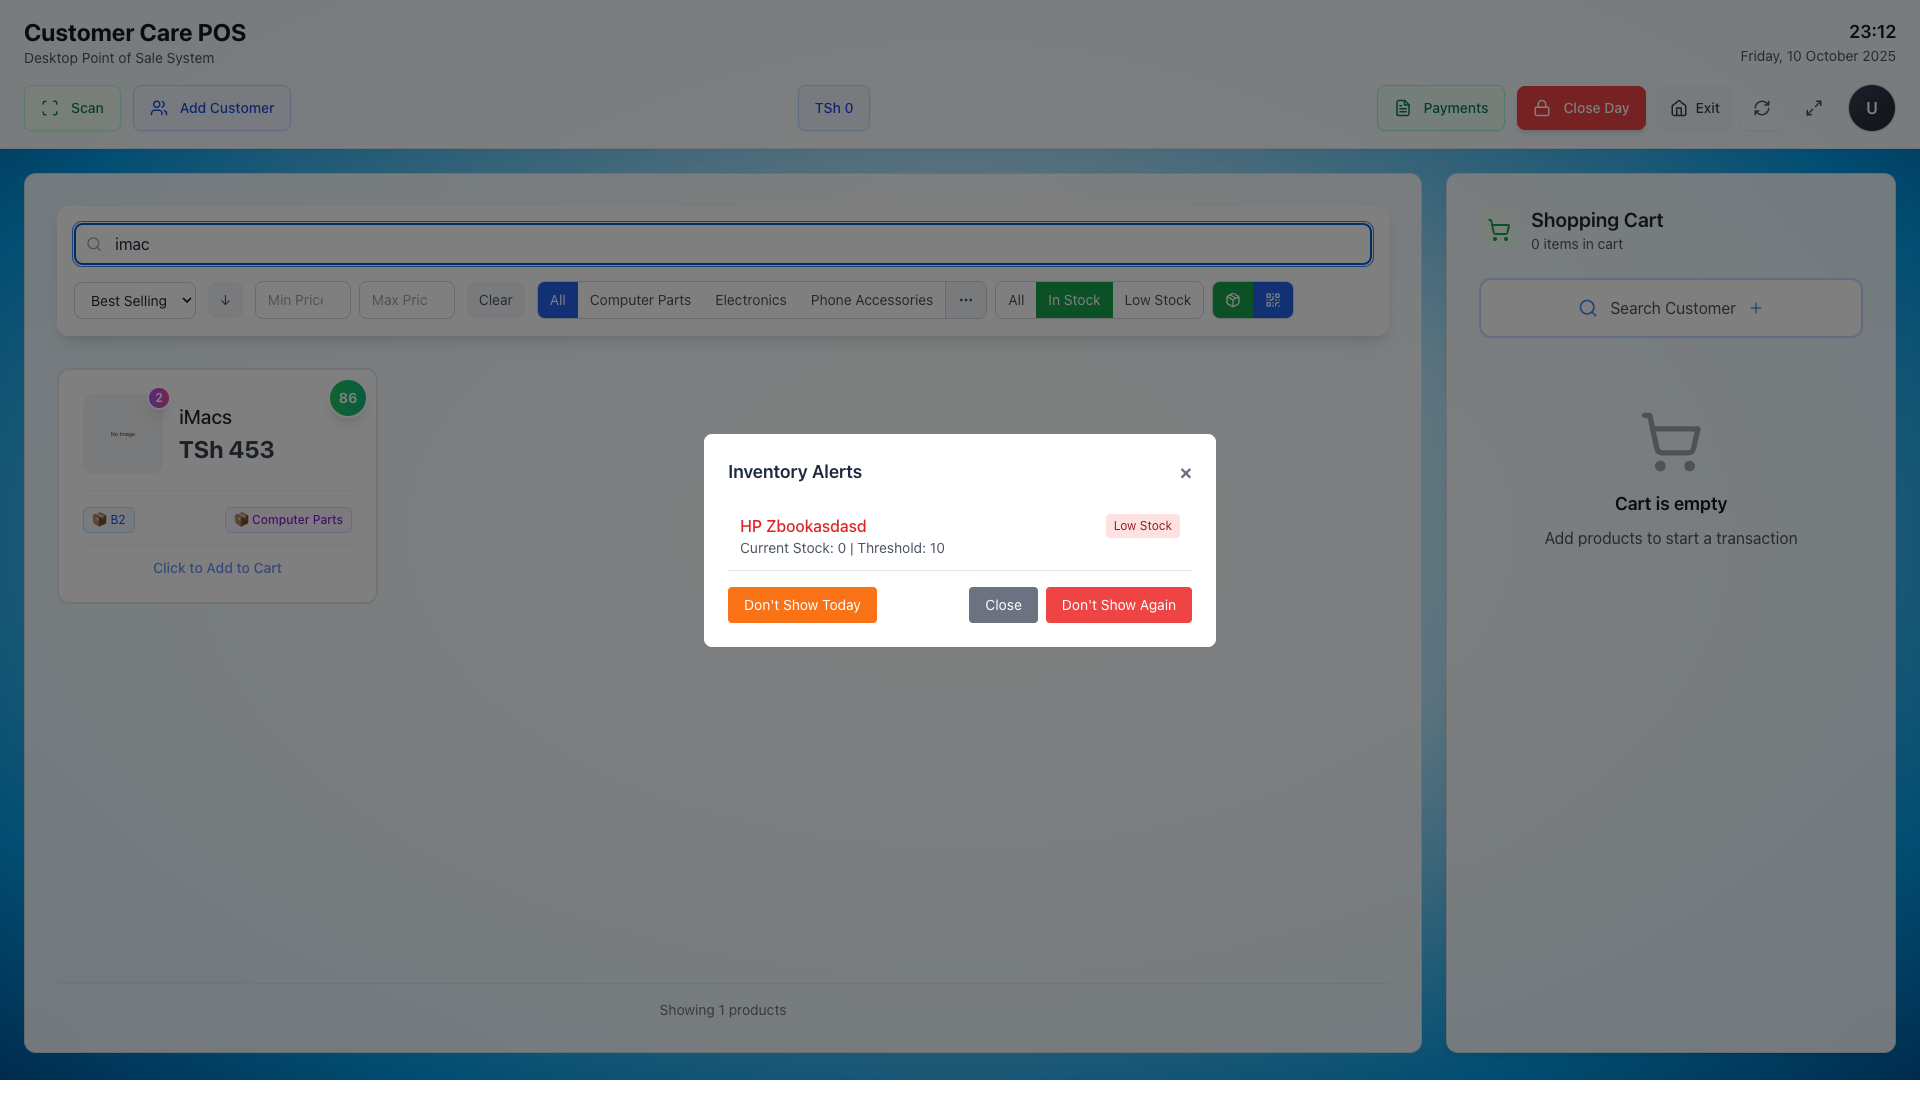 Customer Care POS
Desktop Point of Sale System
23:12
Friday, 10 October 2025
Scan
Add Customer
TSh 0
Payments
Close Day
Exit
U
imac
Best Selling
Min Pric
Max Pric
Clear
All
Computer Parts
Electronics
Phone Accessories
All
In Stock
Low Stock
No Image
2
86
iMacs
TSh 453
B2
Computer Parts
Click to Add to Cart
Showing 1 products
Inventory Alerts
×
HP Zbookasdasd
Low Stock
Current Stock: 0 | Threshold: 10
Don't Show Today
Close
Don't Show Again
Shopping Cart
0 items in cart
Search Customer
Cart is empty
Add products to start a transaction